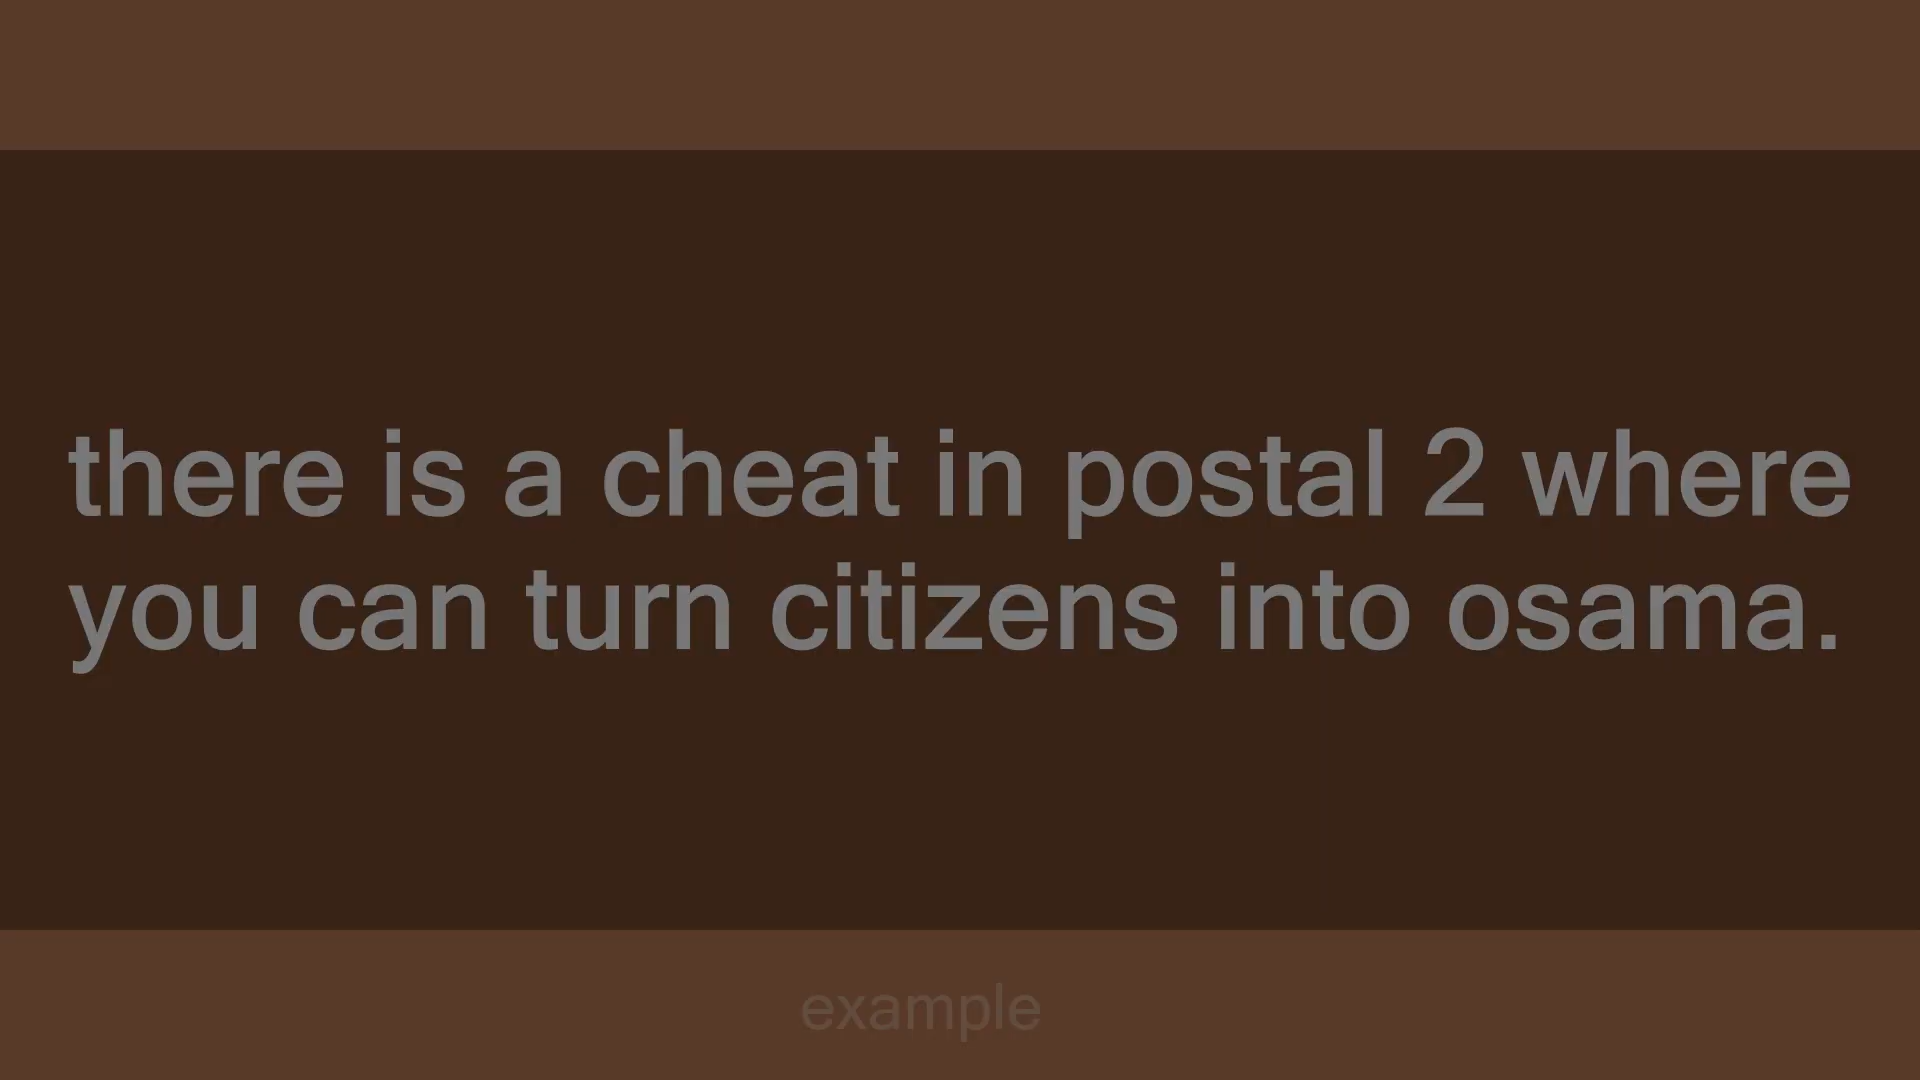 there is a cheat in postal 2 where
you can turn citizens into osama.
example